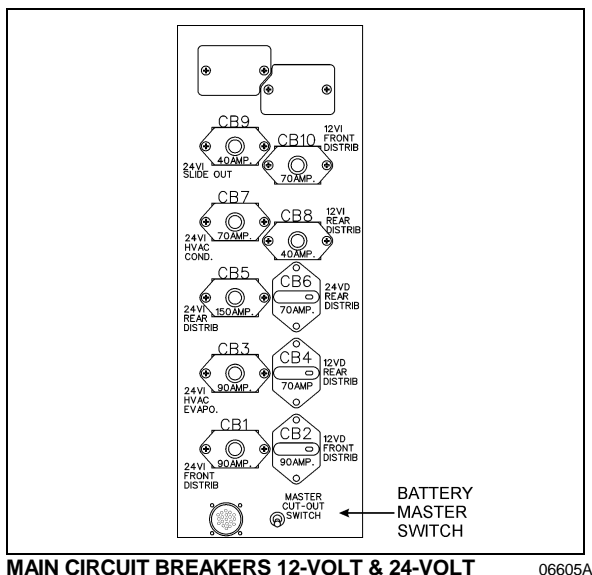 CB9
40AMP.
24VI
SLIDE OUT
CB10
70AMP.
12VI
FRONT
DISTRIB
CB7
70AMP.
24VI
HVAC
COND.
CB8
40AMP.
12VI
REAR
DISTRIB
CB5
150AMP.
24VI
REAR
DISTRIB
CB6
70AMP.
24VD
REAR
DISTRIB
CB3
90AMP.
24VI
HVAC
EVAPO.
CB4
70AMP
12VD
REAR
DISTRIB
CB1
90AMP.
24VI
FRONT
DISTRIB
CB2
90AMP.
12VD
FRONT
DISTRIB
MASTER
CUT-OUT
SWITCH
BATTERY
MASTER
SWITCH
MAIN CIRCUIT BREAKERS 12-VOLT & 24-VOLT 06605A